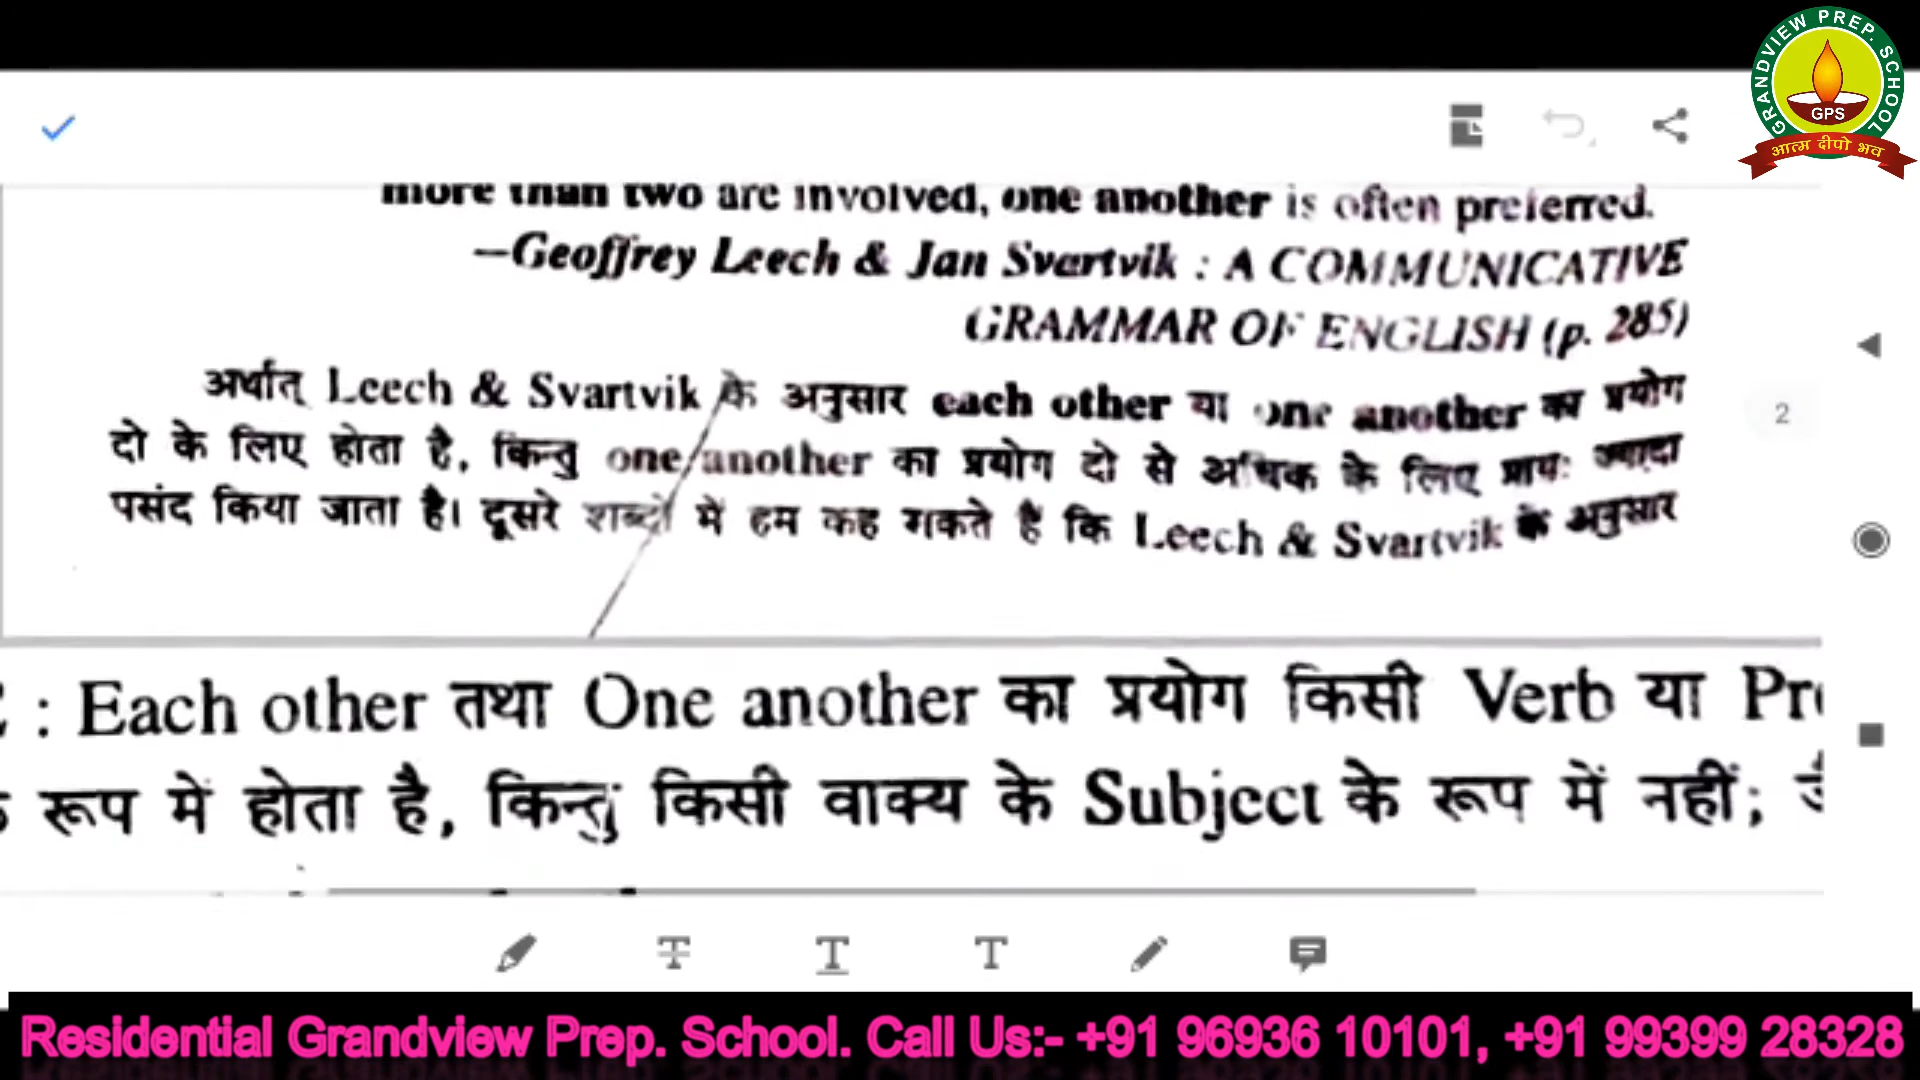 GRANDVIEW PREP. SCHOOL
GPS
आत्म दीपो भव
more than two are involved, one another is often preferred.
—Geoffrey Leech & Jan Svartvik : A COMMUNICATIVE
GRAMMAR OF ENGLISH (p. 285)
अर्थात् Leech & Svartvik के अनुसार each other या one another का प्रयोग
दो के लिए होता है, किन्तु one another का प्रयोग दो से अधिक के लिए प्रायः ज्यादा
पसंद किया जाता है। दूसरे शब्दों में हम कह सकते हैं कि Leech & Svartvik के अनुसार
2
: Each other तथा One another का प्रयोग किसी Verb या
रूप में होता है, किन्तु किसी वाक्य के Subject के रूप में नहीं;
Residential Grandview Prep. School. Call Us:- +91 96936 10101, +91 99399 28328